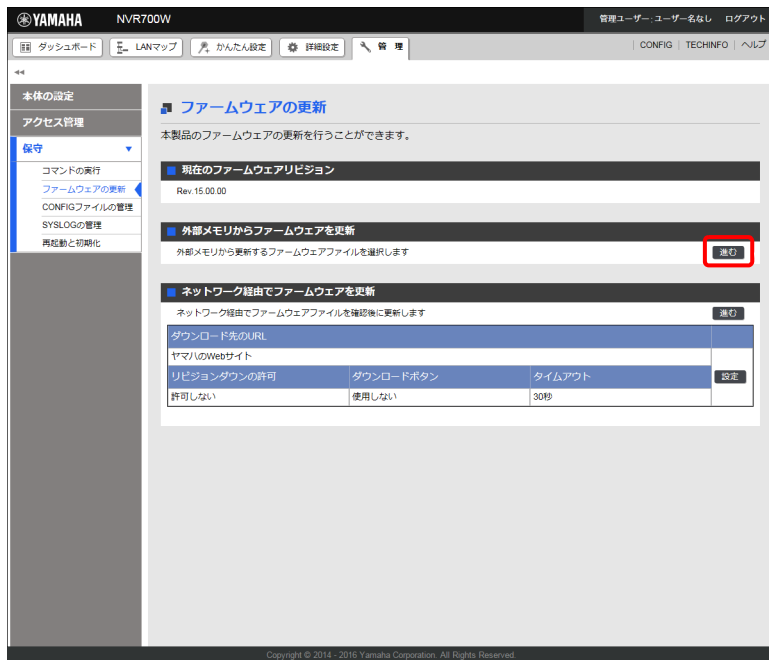 YAMAHA NVR700W 管理ユーザー:ユーザー名なし ログアウト
ダッシュボード LANマップ かんたん設定 詳細設定 管理 CONFIG | TECHINFO | ヘルプ
本体の設定
アクセス管理
保守
コマンドの実行
ファームウェアの更新
CONFIGファイルの管理
SYSLOGの管理
再起動と初期化
ファームウェアの更新
本製品のファームウェアの更新を行うことができます。
現在のファームウェアリビジョン
Rev.15.00.00
外部メモリからファームウェアを更新
外部メモリから更新するファームウェアファイルを選択します 進む
ネットワーク経由でファームウェアを更新
ネットワーク経由でファームウェアファイルを確認後に更新します 進む
ダウンロード先のURL
ヤマハのWebサイト
リビジョンダウンの許可 ダウンロードボタン タイムアウト 設定
許可しない 使用しない 30秒
Copyright © 2014 - 2016 Yamaha Corporation. All Rights Reserved.